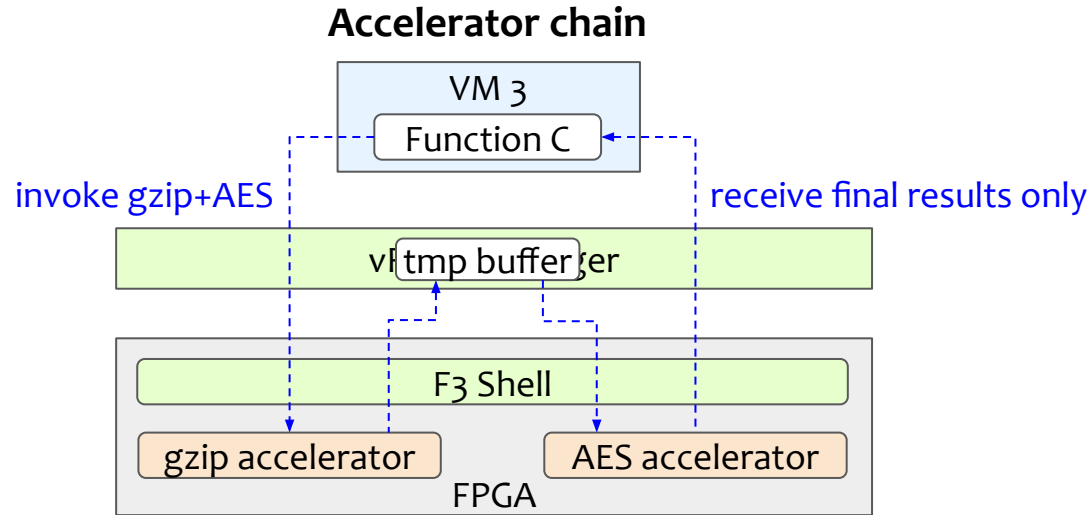 Accelerator chain
VM 3
Function C
invoke gzip+AES
receive final results only
tmp buffer
F3 Shell
gzip accelerator
AES accelerator
FPGA